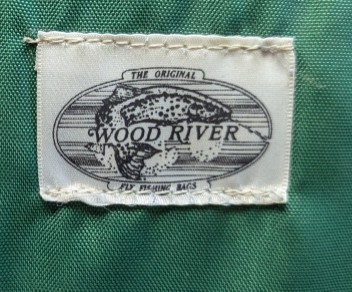 THE ORIGINAL
WOOD RIVER
FLY FISHING BAGS